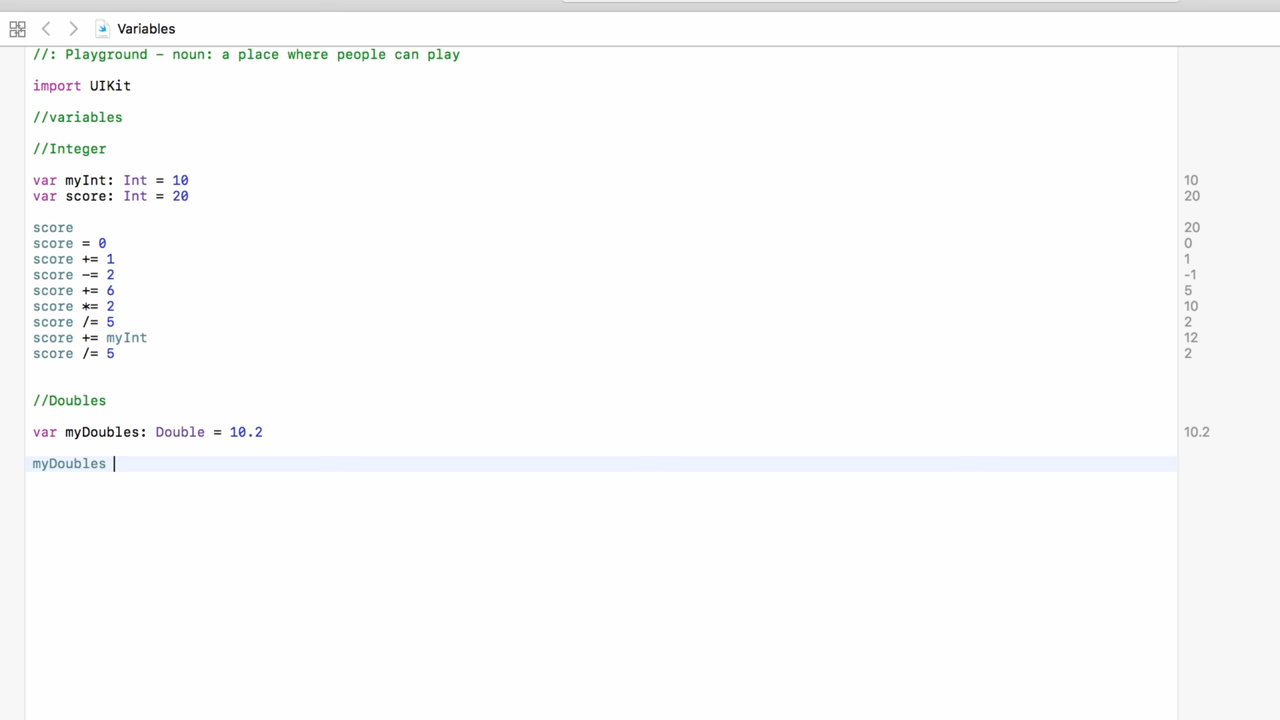 Variables
//: Playground – noun: a place where people can play
import UIKit
//variables
//Integer
var myInt: Int = 10 10
var score: Int = 20 20
score 20
score = 0 0
score += 1 1
score -= 2 -1
score += 6 5
score *= 2 10
score /= 5 2
score += myInt 12
score /= 5 2
//Doubles
var myDoubles: Double = 10.2 10.2
myDoubles